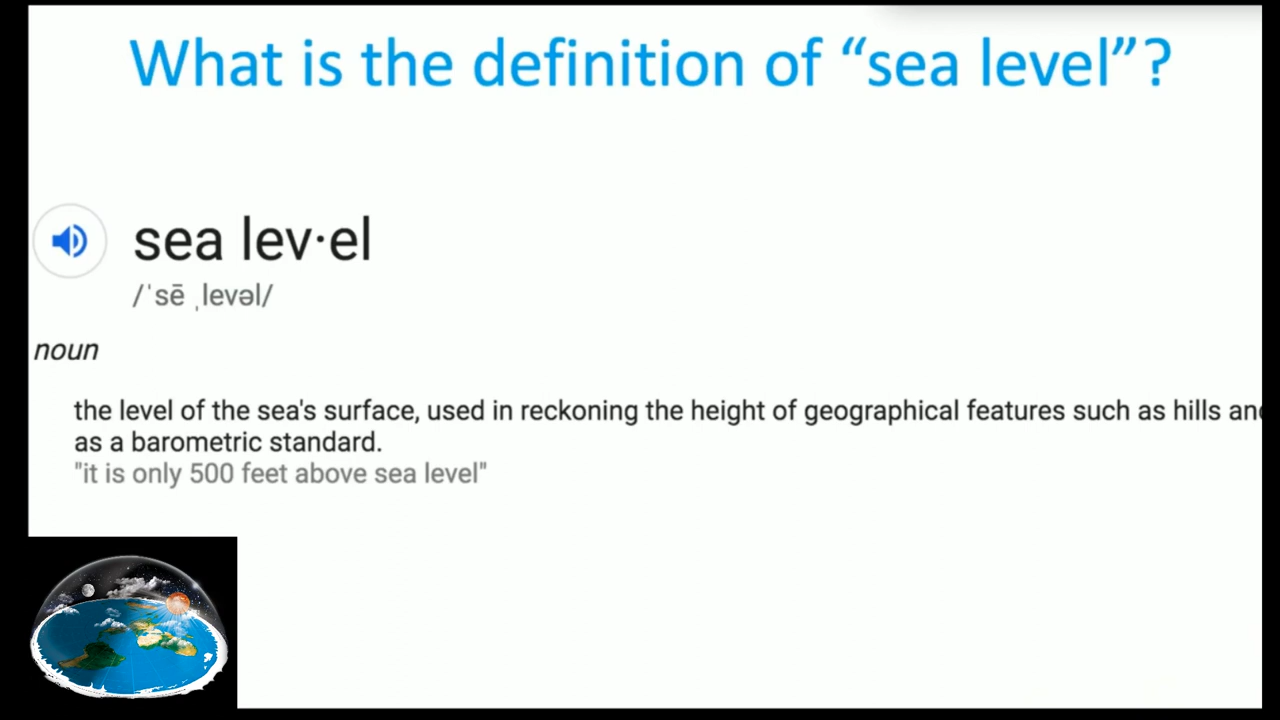 What is the definition of “sea level”?
sea lev·el
/ˈsē ˌlevəl/
noun
the level of the sea's surface, used in reckoning the height of geographical features such as hills
as a barometric standard.
"it is only 500 feet above sea level"